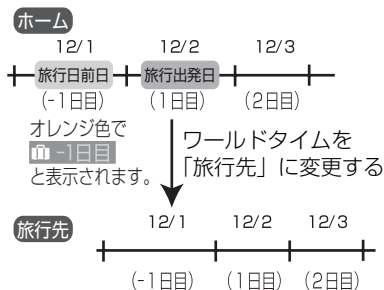 ホーム
12/1 12/2 12/3
旅行日前日 旅行出発日
(-1日目) (1日目) (2日目)
オレンジ色で
-1日目
と表示されます。
ワールドタイムを
「旅行先」に変更する
旅行先
12/1 12/2 12/3
(-1日目) (1日目) (2日目)